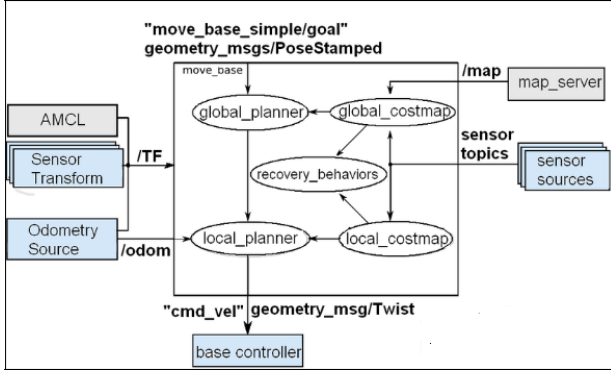 "move_base_simple/goal"
geometry_msgs/PoseStamped
move_base
/map
map_server
global_planner
global_costmap
AMCL
/TF
Sensor
Transform
sensor
topics
sensor
sources
recovery_behaviors
Odometry
Source
/odom
local_planner
local_costmap
"cmd_vel"
geometry_msg/Twist
base controller